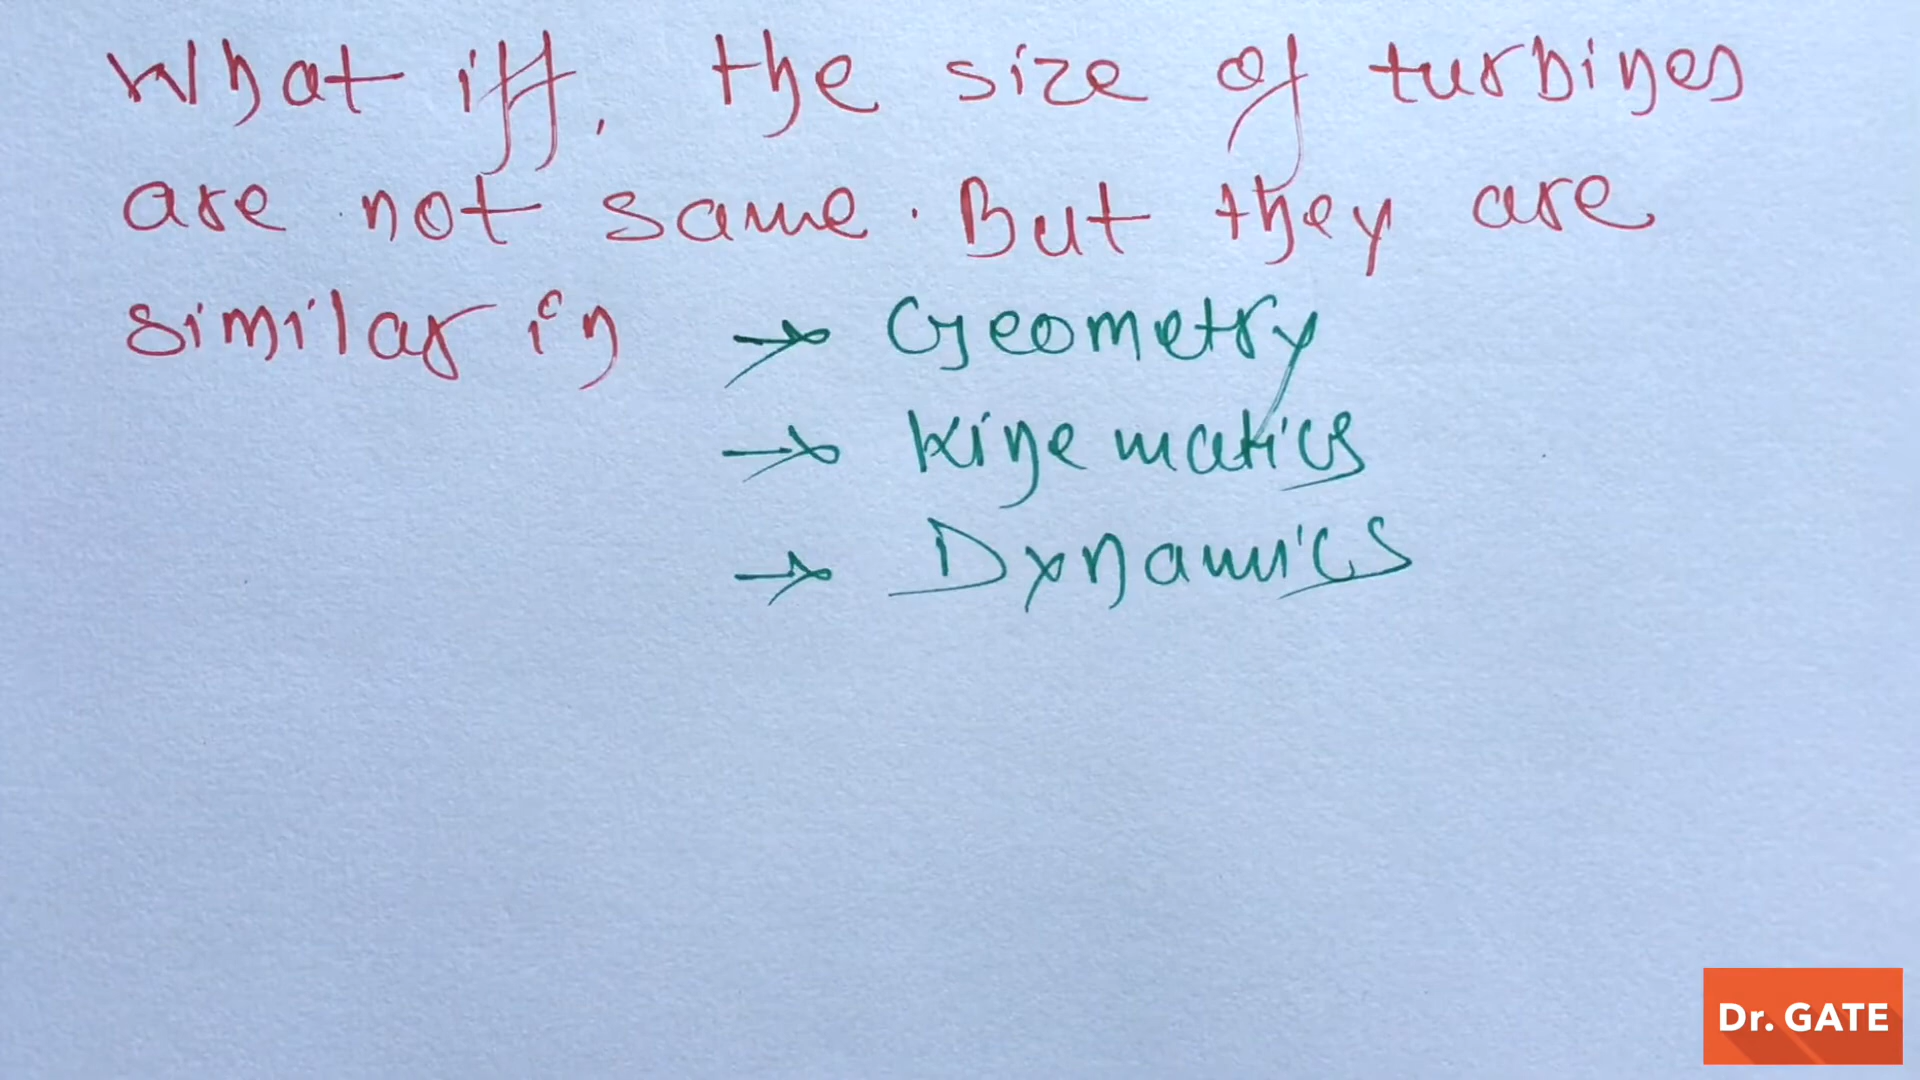 What iff, the size of turbines
are not same. But they are
similar in → Geometry
→ Kinematics
→ Dynamics
Dr. GATE